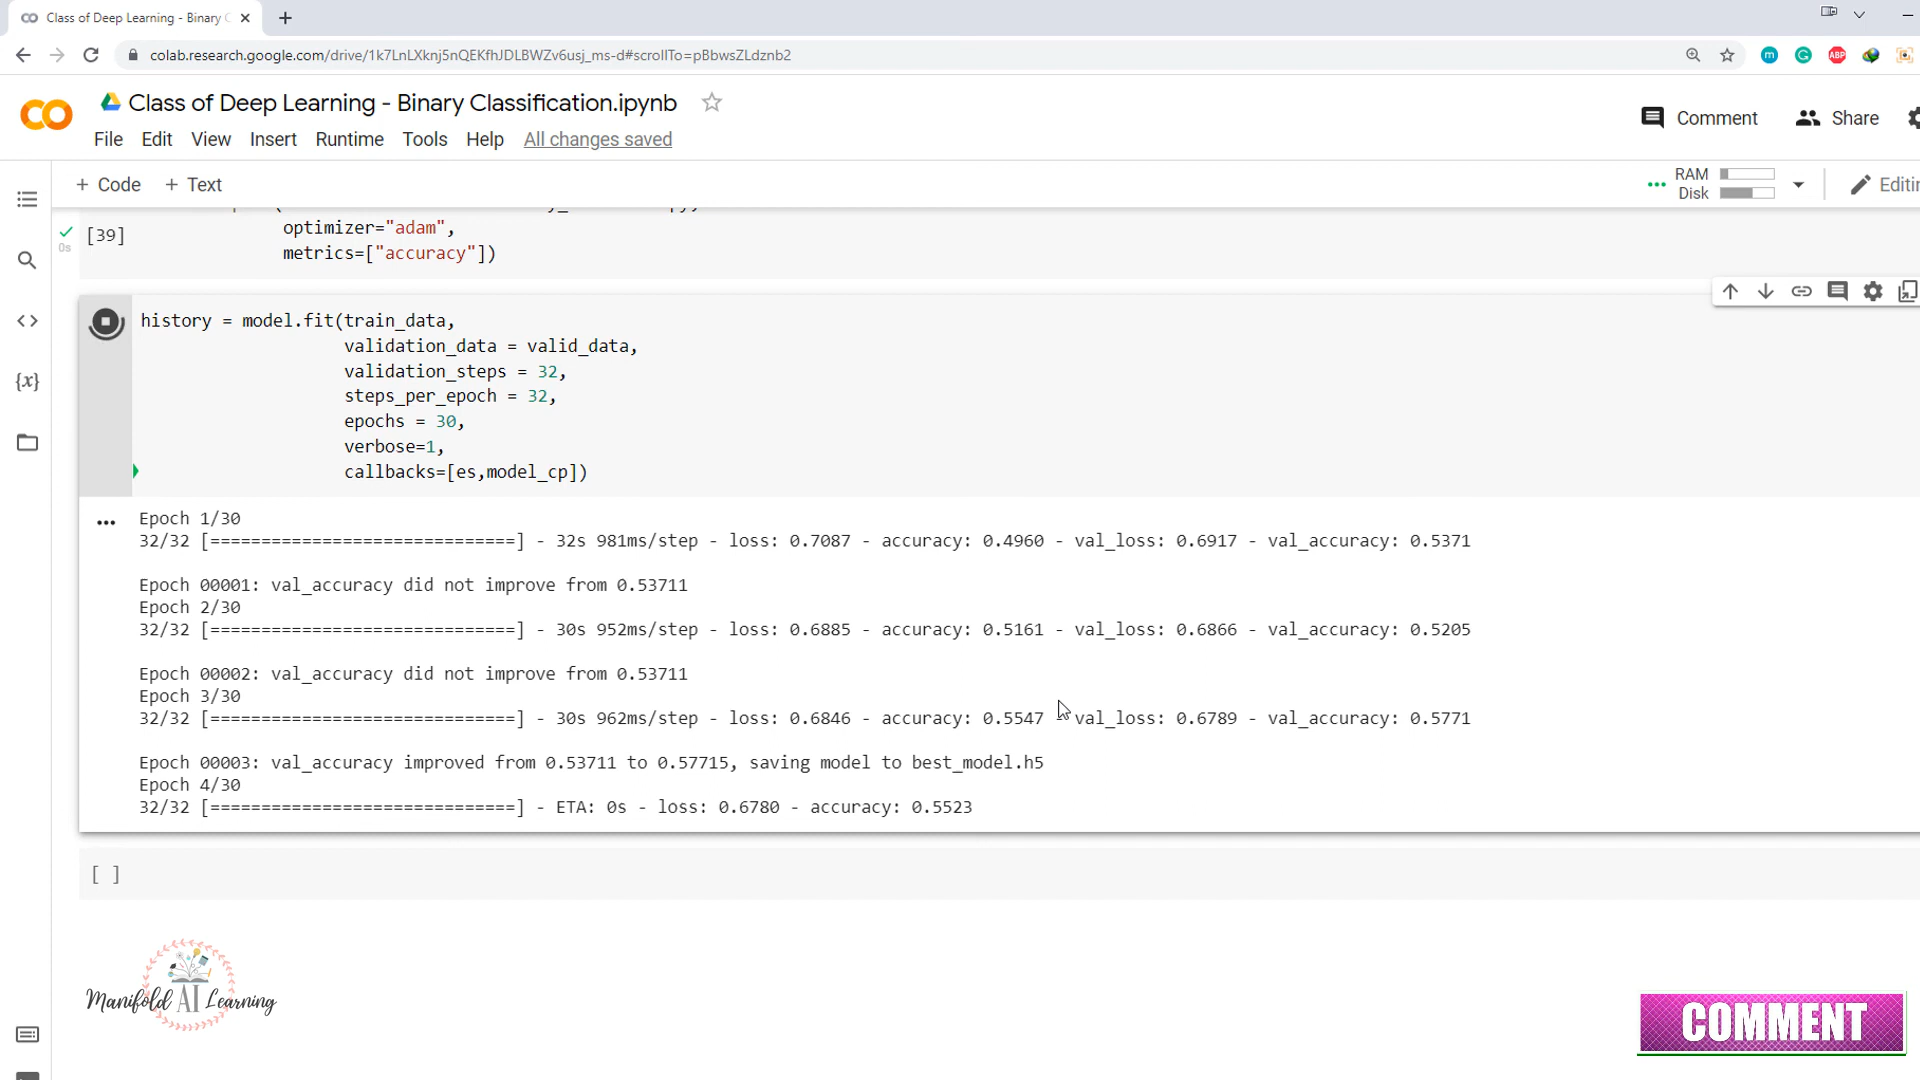 Class of Deep Learning - Binary C
colab.research.google.com/drive/1k7LnLXknj5nQEKfhJDLBWZv6usj_ms-d#scrollTo=pBbwsZLdznb2
m G ABP
CO
Class of Deep Learning - Binary Classification.ipynb
File Edit View Insert Runtime Tools Help All changes saved
Comment Share
+ Code + Text
RAM
Disk
Editin
[39]
0s
optimizer="adam",
metrics=["accuracy"])
history = model.fit(train_data,
validation_data = valid_data,
validation_steps = 32,
steps_per_epoch = 32,
epochs = 30,
verbose=1,
callbacks=[es,model_cp])
{x}
Epoch 1/30
32/32 [==============================] - 32s 981ms/step - loss: 0.7087 - accuracy: 0.4960 - val_loss: 0.6917 - val_accuracy: 0.5371
Epoch 00001: val_accuracy did not improve from 0.53711
Epoch 2/30
32/32 [==============================] - 30s 952ms/step - loss: 0.6885 - accuracy: 0.5161 - val_loss: 0.6866 - val_accuracy: 0.5205
Epoch 00002: val_accuracy did not improve from 0.53711
Epoch 3/30
32/32 [==============================] - 30s 962ms/step - loss: 0.6846 - accuracy: 0.5547 - val_loss: 0.6789 - val_accuracy: 0.5771
Epoch 00003: val_accuracy improved from 0.53711 to 0.57715, saving model to best_model.h5
Epoch 4/30
32/32 [==============================] - ETA: 0s - loss: 0.6780 - accuracy: 0.5523
[ ]
Manifold AI Learning
COMMENT